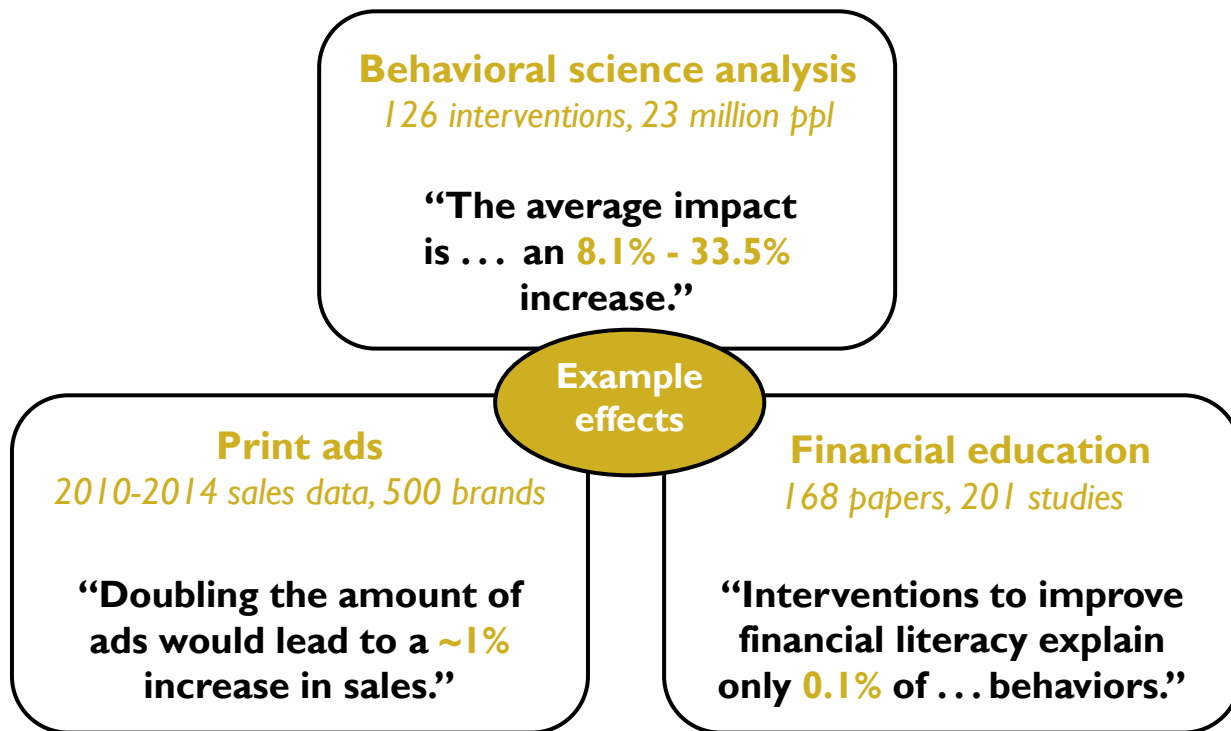 Behavioral science analysis
126 interventions, 23 million ppl
“The average impact
is . . . an 8.1% - 33.5%
increase.”
Example
effects
Print ads
2010-2014 sales data, 500 brands
“Doubling the amount of
ads would lead to a ~1%
increase in sales.”
Financial education
168 papers, 201 studies
“Interventions to improve
financial literacy explain
only 0.1% of . . . behaviors.”